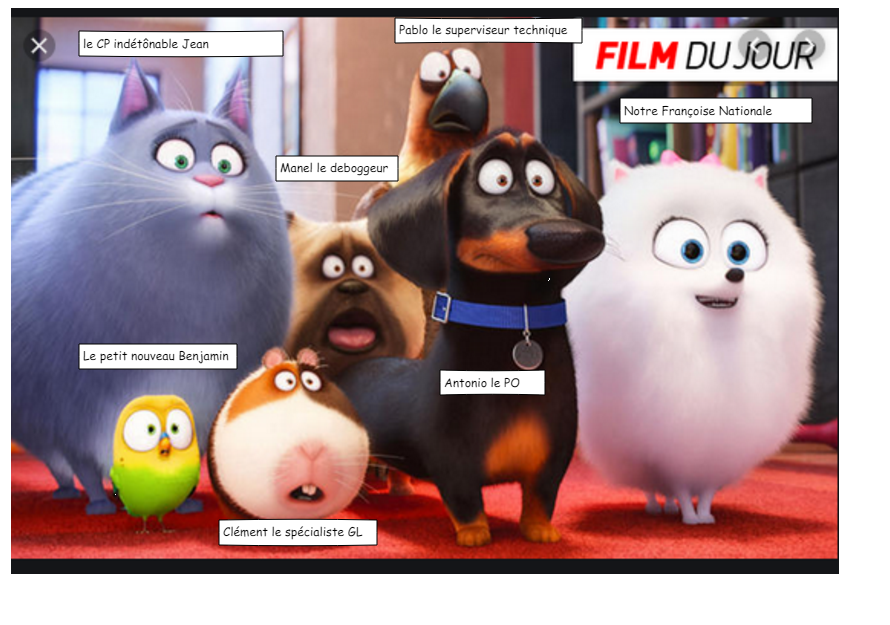 Pablo le superviseur technique
le CP indétônable Jean
FILM DU JOUR
Notre Françoise Nationale
Manel le deboggeur
Le petit nouveau Benjamin
Antonio le PO
Clément le spécialiste GL